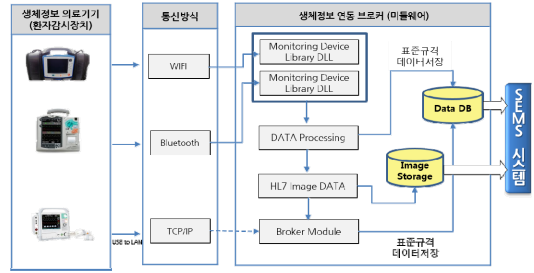 생체정보 의료기기
(환자감시장치)
통신방식
생체정보 연동 브로커 (미들웨어)
WIFI
Bluetooth
TCP/IP
USE to LAN
Monitoring Device
Library DLL
Monitoring Device
Library DLL
DATA Processing
HL7 Image DATA
Broker Module
표준규격
데이터저장
Data DB
Image
Storage
표준규격
데이터저장
SEMS 시스템